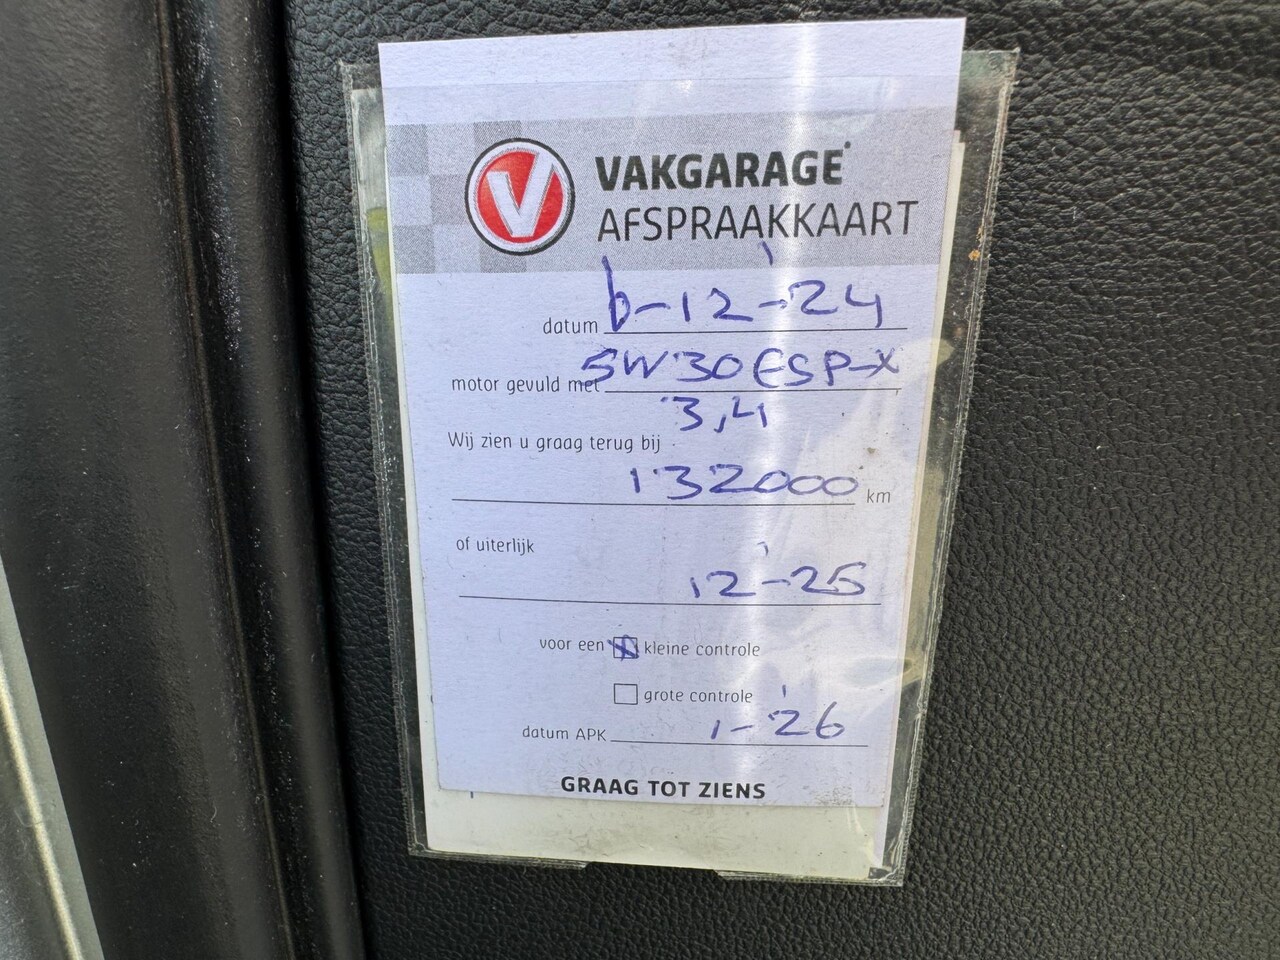 V
VAKGARAGE
AFSPRAAKKAART
datum 6-12-24
motor gevuld met 5W30 ESP-X
3,4
Wij zien u graag terug bij
132000 km
of uiterlijk
12-25
voor een kleine controle
grote controle
datum APK 1-26
GRAAG TOT ZIENS